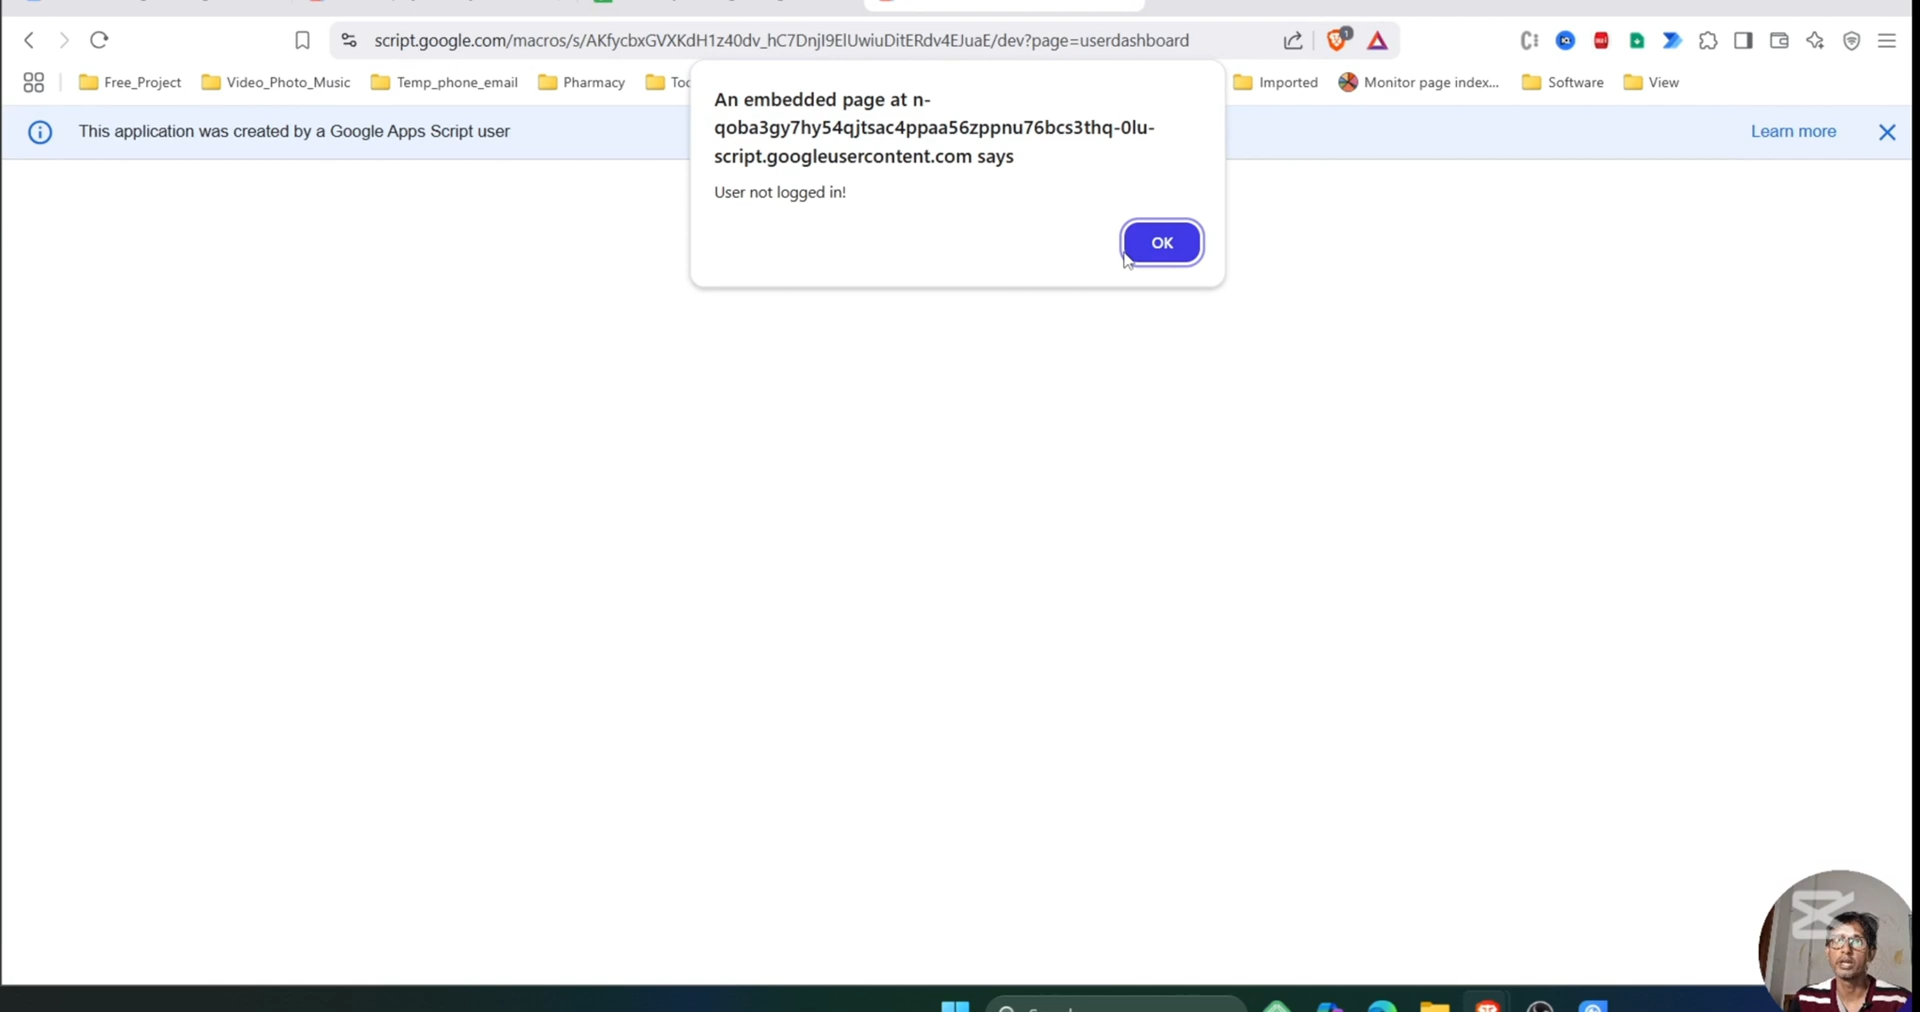 script.google.com/macros/s/AKfycbxGVXKdH1z40dv_hC7DnjI9ElUwiuDitERdv4EJuaE/dev?page=userdashboard
1
Free_Project
Video_Photo_Music
Temp_phone_email
Pharmacy
Imported
Monitor page index...
Software
View
This application was created by a Google Apps Script user
Learn more
An embedded page at n-
qoba3gy7hy54qjtsac4ppaa56zppnu76bcs3thq-0lu-
script.googleusercontent.com says
User not logged in!
OK